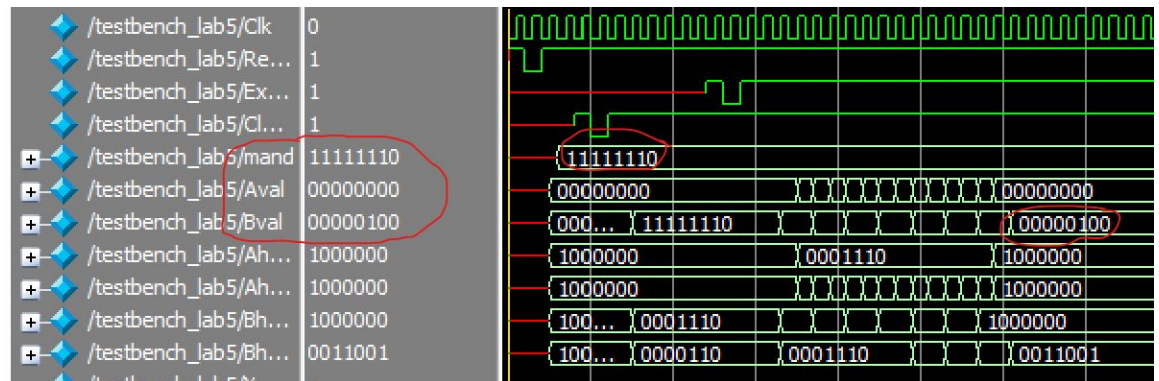 /testbench_lab5/Clk 0
/testbench_lab5/Re... 1
/testbench_lab5/Ex... 1
/testbench_lab5/Cl... 1
/testbench_lab5/mand 11111110 11111110
/testbench_lab5/Aval 00000000 00000000 00000000
/testbench_lab5/Bval 00000100 000... 11111110 00000100
/testbench_lab5/Ah... 1000000 1000000 0001110 1000000
/testbench_lab5/Ah... 1000000 1000000 1000000
/testbench_lab5/Bh... 1000000 100... 0001110 1000000
/testbench_lab5/Bh... 0011001 100... 0000110 0001110 0011001